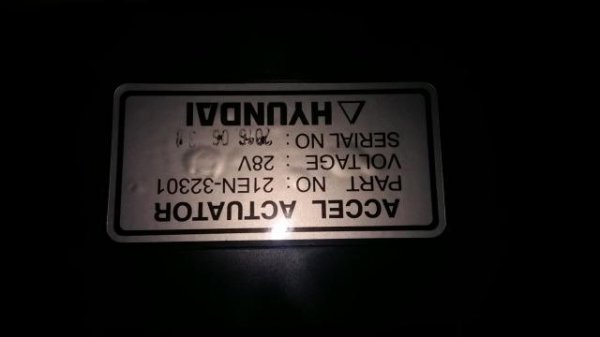 ACCEL ACTUATOR
PART NO : 21EN-32301
VOLTAGE : 28V
SERIAL NO :
HYUNDAI